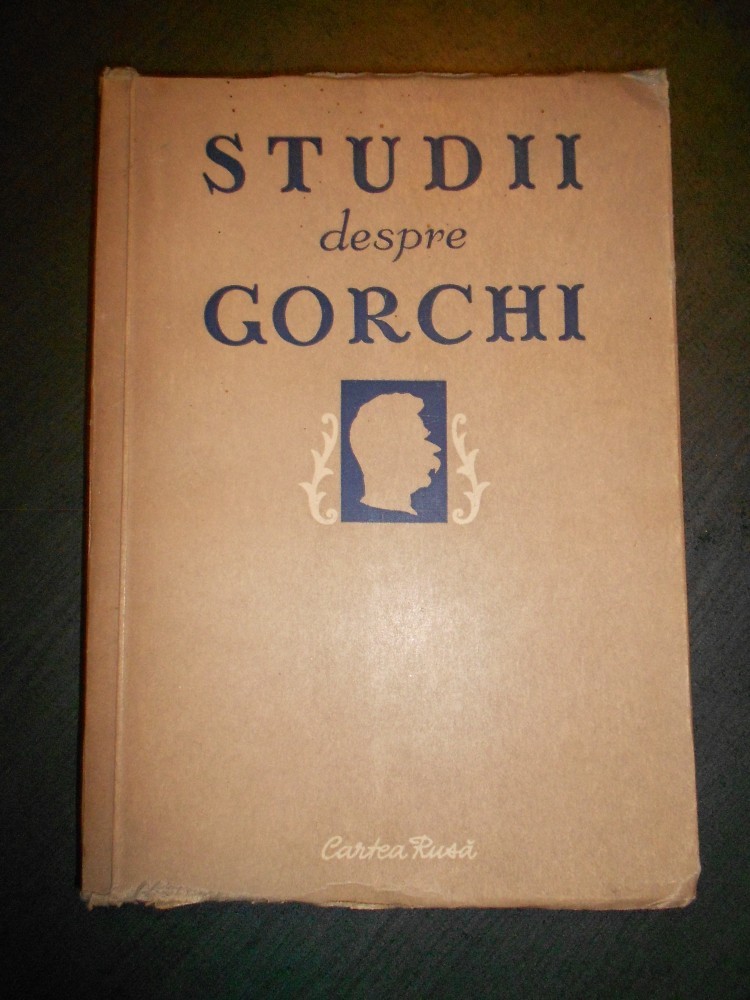 STUDII
despre
GORCHI
Cartea Rusă